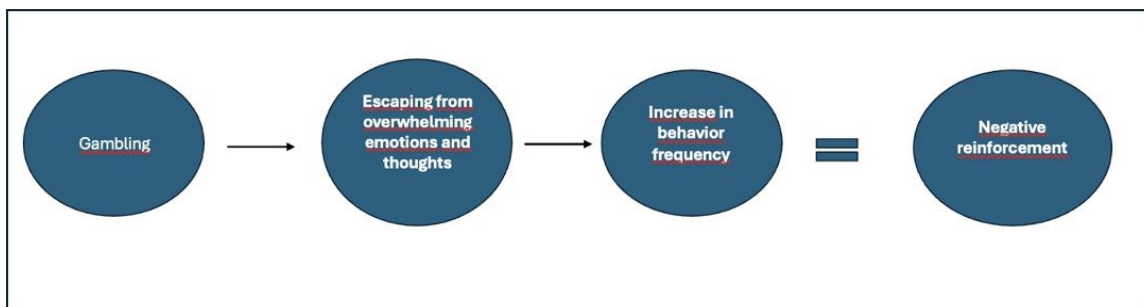 Gambling
Escaping from
overwhelming
emotions and
thoughts
Increase in
behavior
frequency
Negative
reinforcement